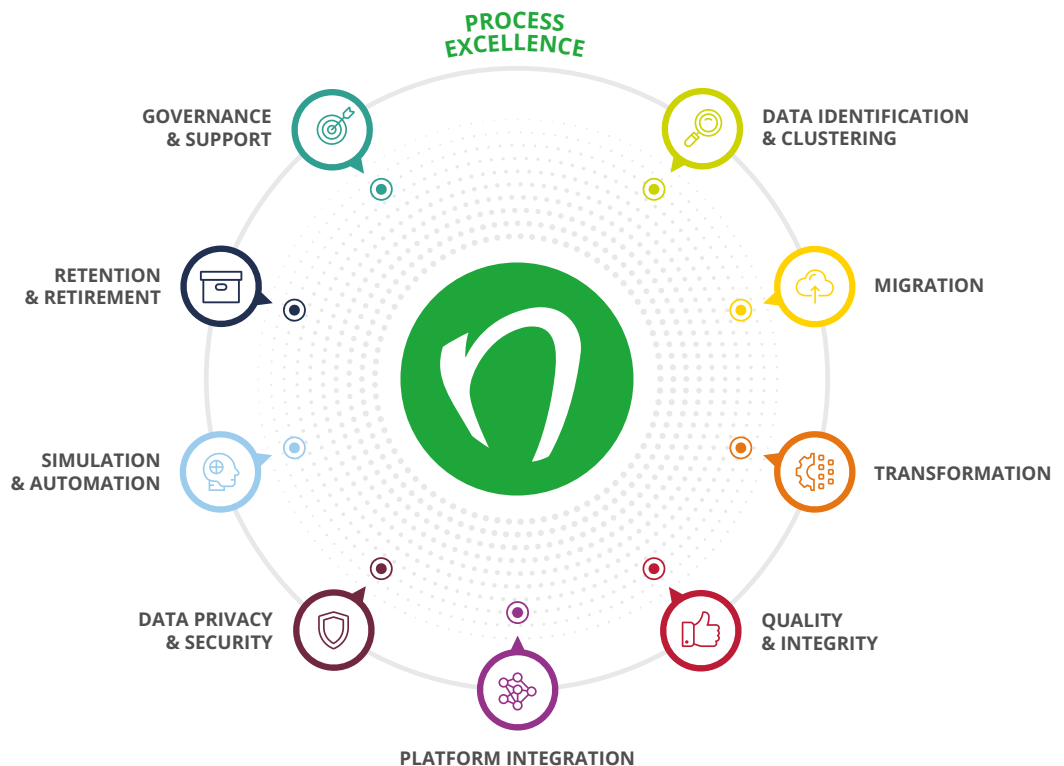 PROCESS
EXCELLENCE
GOVERNANCE
& SUPPORT
DATA IDENTIFICATION
& CLUSTERING
RETENTION
& RETIREMENT
MIGRATION
SIMULATION
& AUTOMATION
TRANSFORMATION
DATA PRIVACY
& SECURITY
QUALITY
& INTEGRITY
PLATFORM INTEGRATION
n